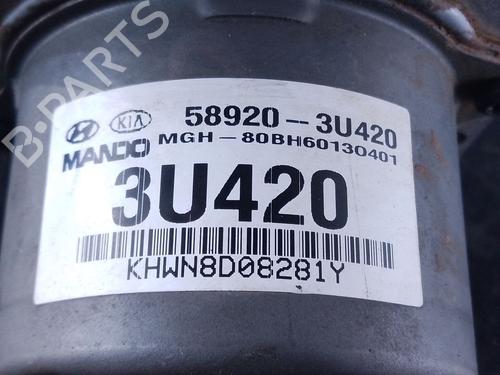 B-PARTS
KIA 58920--3U420
MANDO MGH-80BH60130401
3U420
KHWN8D08281Y